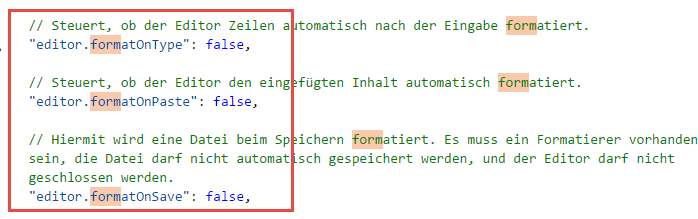 // Steuert, ob der Editor Zeilen automatisch nach der Eingabe formatiert.
"editor.formatOnType": false,
// Steuert, ob der Editor den eingefügten Inhalt automatisch formatiert.
"editor.formatOnPaste": false,
// Hiermit wird eine Datei beim Speichern formatiert. Es muss ein Formatierer vorhanden
sein, die Datei darf nicht automatisch gespeichert werden, und der Editor darf nicht
geschlossen werden.
"editor.formatOnSave": false,